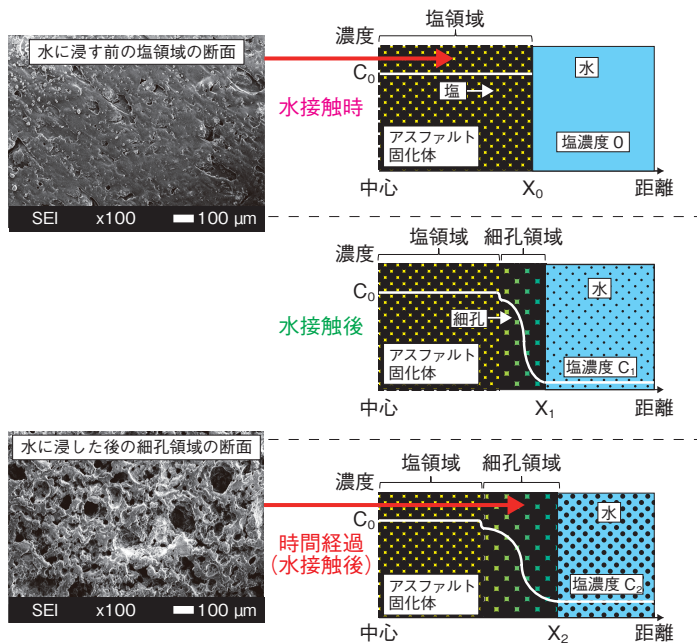 水に浸す前の塩領域の断面
SEI x100 100 µm
塩領域
濃度
C0
水接触時
塩
水
アスファルト
固化体
塩濃度 0
中心
X0
距離
塩領域 細孔領域
濃度
C0
水接触後
細孔
水
アスファルト
固化体
塩濃度 C1
中心
X1
距離
水に浸した後の細孔領域の断面
SEI x100 100 µm
塩領域 細孔領域
濃度
C0
時間経過
(水接触後)
水
アスファルト
固化体
塩濃度 C2
中心
X2
距離